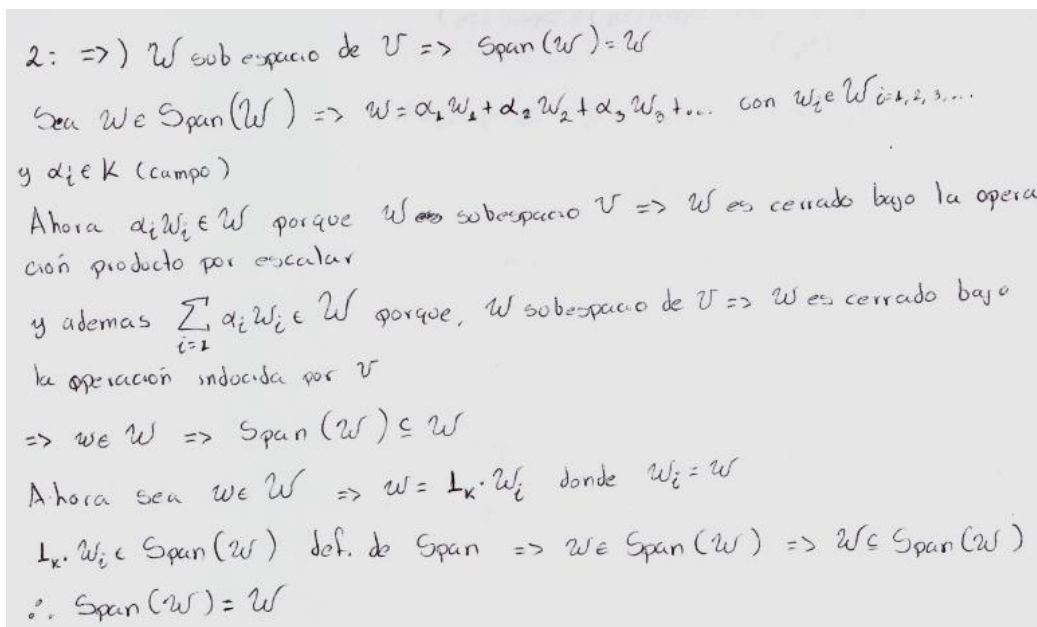 2: =>) W sub espacio de V => Span(W)=W
Sea w ∈ Span(W) => w = α₁w₁ + α₂w₂ + α₃w₃ + ... con wᵢ ∈ W i=1,2,3,...
y αᵢ ∈ K (campo)
Ahora αᵢwᵢ ∈ W porque W es subespacio V => W es cerrado bajo la opera
ción producto por escalar
y ademas ∑ᵢ₌₁ αᵢwᵢ ∈ W porque, W subespacio de V => W es cerrado bajo
la operación inducida por V
=> w ∈ W => Span(W) ⊆ W
Ahora sea w ∈ W => w = 1ₖ·wᵢ donde wᵢ = w
1ₖ·wᵢ ∈ Span(W) def. de Span => w ∈ Span(W) => W ⊆ Span(W)
∴ Span(W) = W